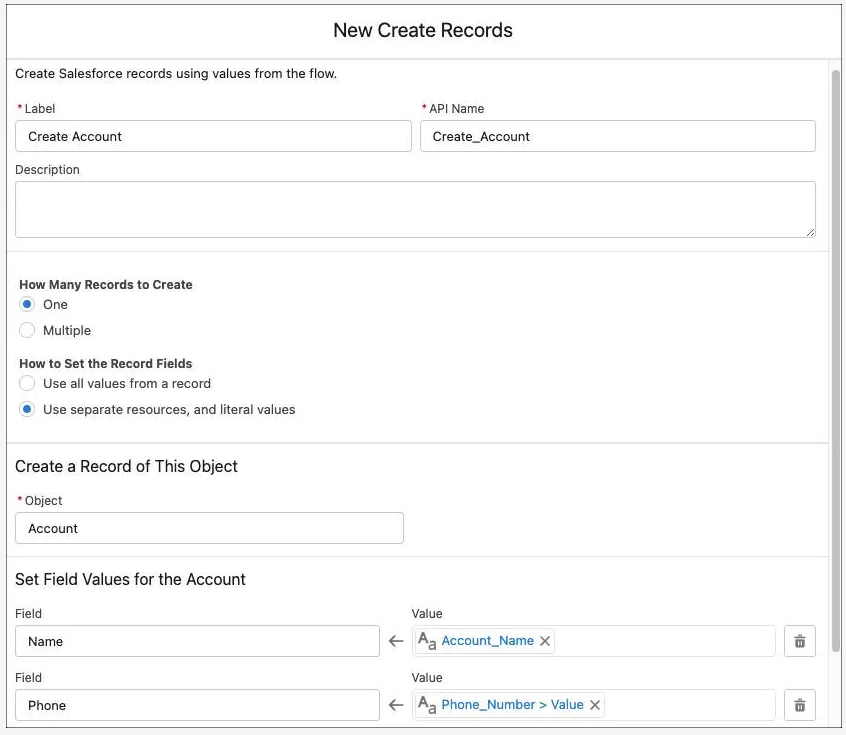 New Create Records
Create Salesforce records using values from the flow.
* Label
* API Name
Create Account
Create_Account
Description
How Many Records to Create
One
Multiple
How to Set the Record Fields
Use all values from a record
Use separate resources, and literal values
Create a Record of This Object
* Object
Account
Set Field Values for the Account
Field
Value
Name
Aa Account_Name
Field
Value
Phone
Aa Phone_Number > Value